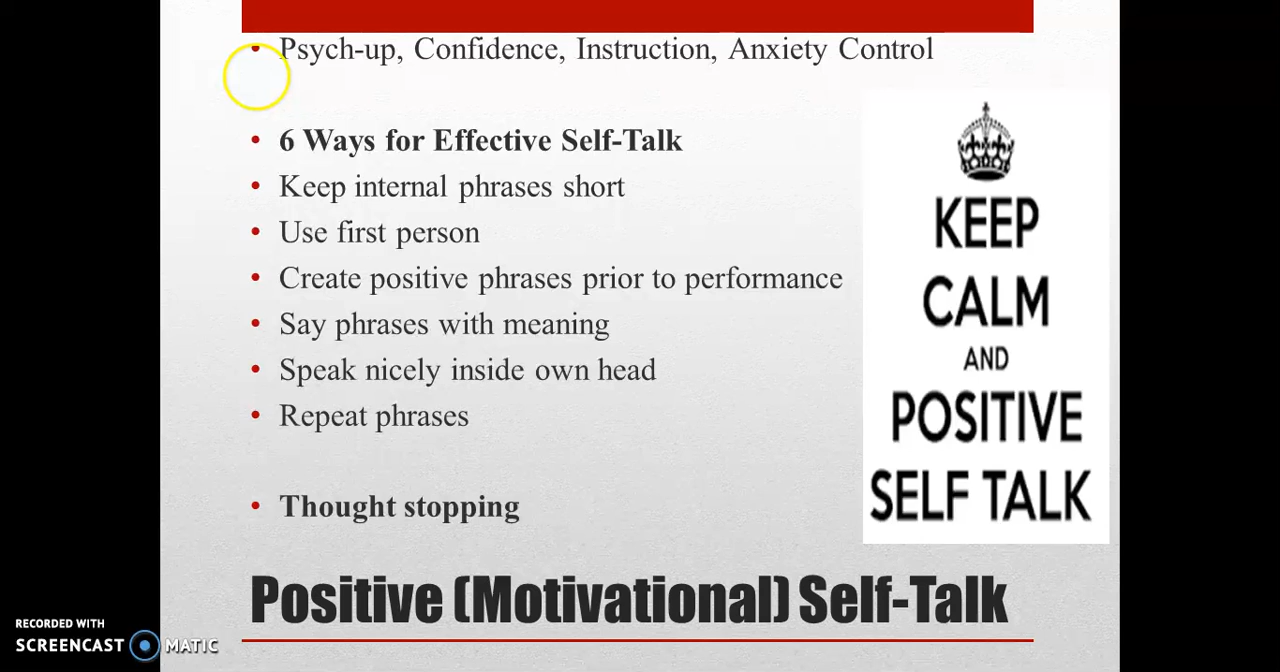 Psych-up, Confidence, Instruction, Anxiety Control
6 Ways for Effective Self-Talk
Keep internal phrases short
Use first person
Create positive phrases prior to performance
Say phrases with meaning
Speak nicely inside own head
Repeat phrases
Thought stopping
KEEP
CALM
AND
POSITIVE
SELF TALK
Positive (Motivational) Self-Talk
RECORDED WITH
SCREENCAST MATIC